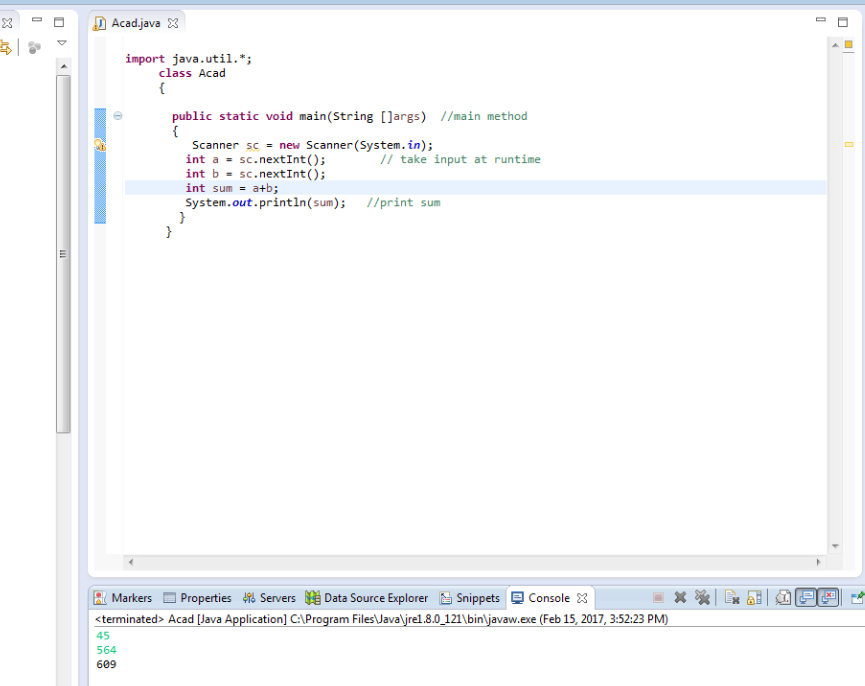 Acad.java
import java.util.*;
class Acad
{
public static void main(String []args)  //main method
{
Scanner sc = new Scanner(System.in);
int a = sc.nextInt();        // take input at runtime
int b = sc.nextInt();
int sum = a+b;
System.out.println(sum);   //print sum
}
}
Markers Properties Servers Data Source Explorer Snippets Console
<terminated> Acad [Java Application] C:\Program Files\Java\jre1.8.0_121\bin\javaw.exe (Feb 15, 2017, 3:52:23 PM)
45
564
609